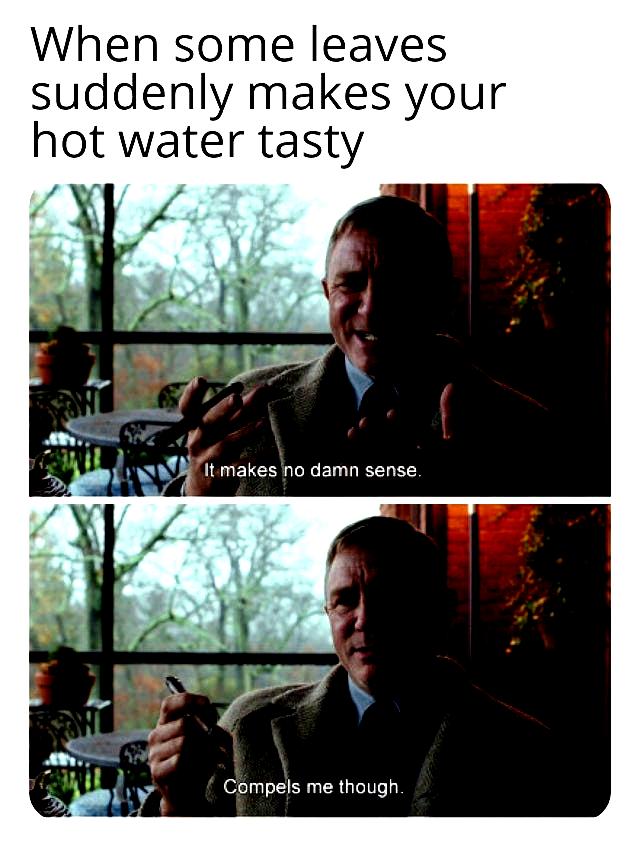 When some leaves
suddenly makes your
hot water tasty
It makes no damn sense.
Compels me though.